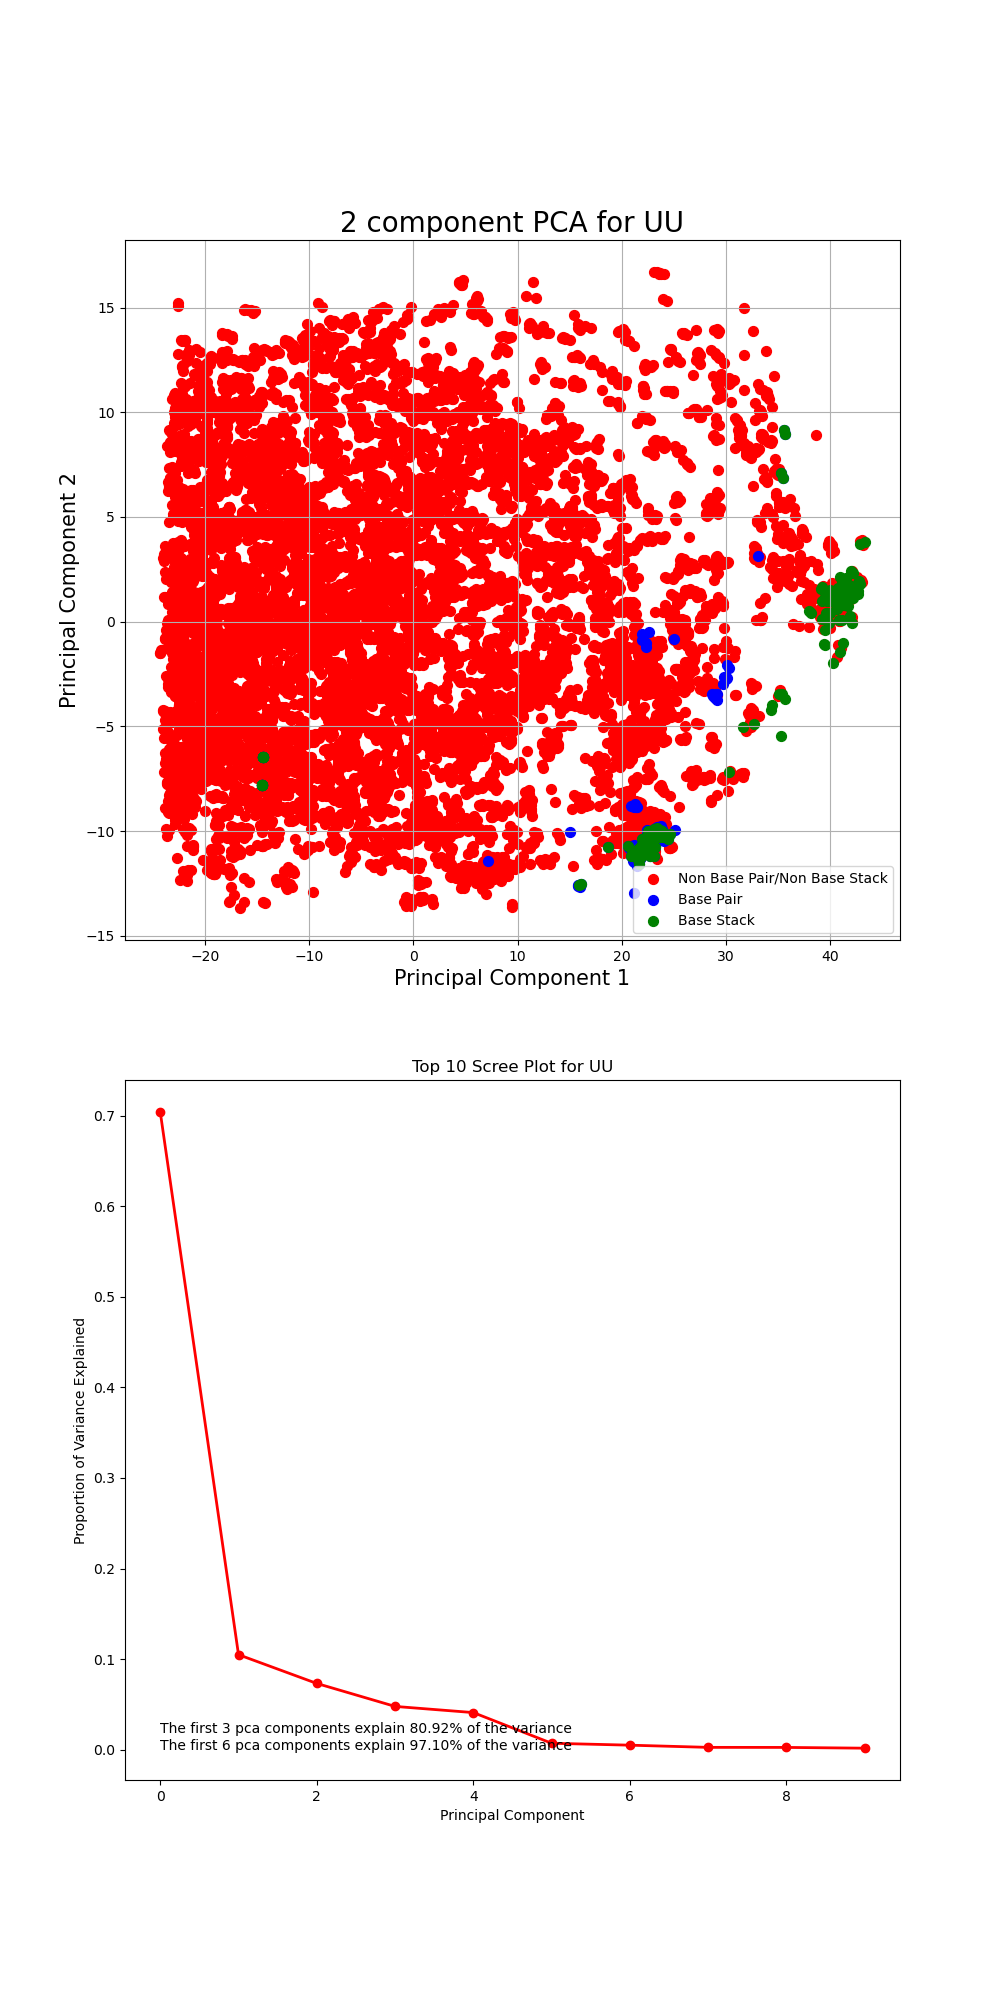 2 component PCA for UU
Principal Component 2
15
10
5
0
−5
−10
−15
Non Base Pair/Non Base Stack
Base Pair
Base Stack
−20 −10 0 10 20 30 40
Principal Component 1
Top 10 Scree Plot for UU
Proportion of Variance Explained
0.7
0.6
0.5
0.4
0.3
0.2
0.1
0.0
The first 3 pca components explain 80.92% of the variance
The first 6 pca components explain 97.10% of the variance
0 2 4 6 8
Principal Component